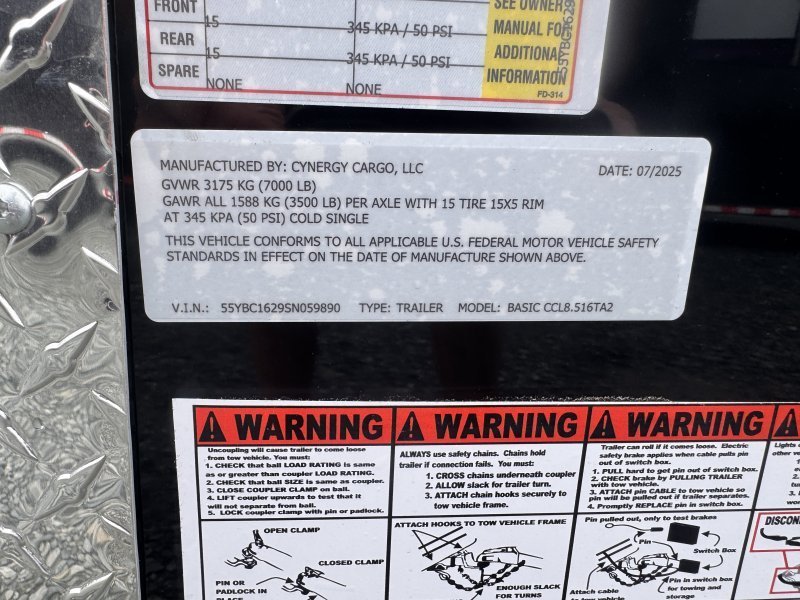 FRONT 15 345 KPA / 50 PSI
REAR 15 345 KPA / 50 PSI
SPARE NONE NONE
SEE OWNERS
MANUAL FOR
ADDITIONAL
INFORMATION
FD-314
MANUFACTURED BY: CYNERGY CARGO, LLC DATE: 07/2025
GVWR 3175 KG (7000 LB)
GAWR ALL 1588 KG (3500 LB) PER AXLE WITH 15 TIRE 15X5 RIM
AT 345 KPA (50 PSI) COLD SINGLE
THIS VEHICLE CONFORMS TO ALL APPLICABLE U.S. FEDERAL MOTOR VEHICLE SAFETY
STANDARDS IN EFFECT ON THE DATE OF MANUFACTURE SHOWN ABOVE.
V.I.N.: 55YBC1629SN059890 TYPE: TRAILER MODEL: BASIC CCL8.516TA2
WARNING
Uncoupling will cause trailer to come loose
from tow vehicle. You must:
1. CHECK that ball LOAD RATING is same
as or greater than coupler LOAD RATING.
2. CHECK that ball SIZE is same as coupler.
3. CLOSE COUPLER CLAMP on ball.
4. LIFT coupler upwards to test that it
will not separate from ball.
5. LOCK coupler clamp with pin or padlock.
OPEN CLAMP
CLOSED CLAMP
PIN OR
PADLOCK IN
PLACE
WARNING
ALWAYS use safety chains. Chains hold
trailer if connection fails. You must:
1. CROSS chains underneath coupler
2. ALLOW slack for trailer turn.
3. ATTACH chain hooks securely to
tow vehicle frame.
ATTACH HOOKS TO TOW VEHICLE FRAME
ENOUGH SLACK
FOR TURNS
WARNING
Trailer can roll if it comes loose. Electric
safety brake applies when cable pulls pin
out of switch box.
1. PULL hard to get pin out of switch box.
2. CHECK brake by PULLING TRAILER
with tow vehicle.
3. ATTACH pin CABLE to tow vehicle so
pin will be pulled out if trailer separates.
4. Promptly REPLACE pin in switch box.
Pin pulled out, only to test brakes
Pin
Switch Box
Pin in switch box
for towing and
storage
Attach cable
to tow vehicle
Lights
other ve
DISCON